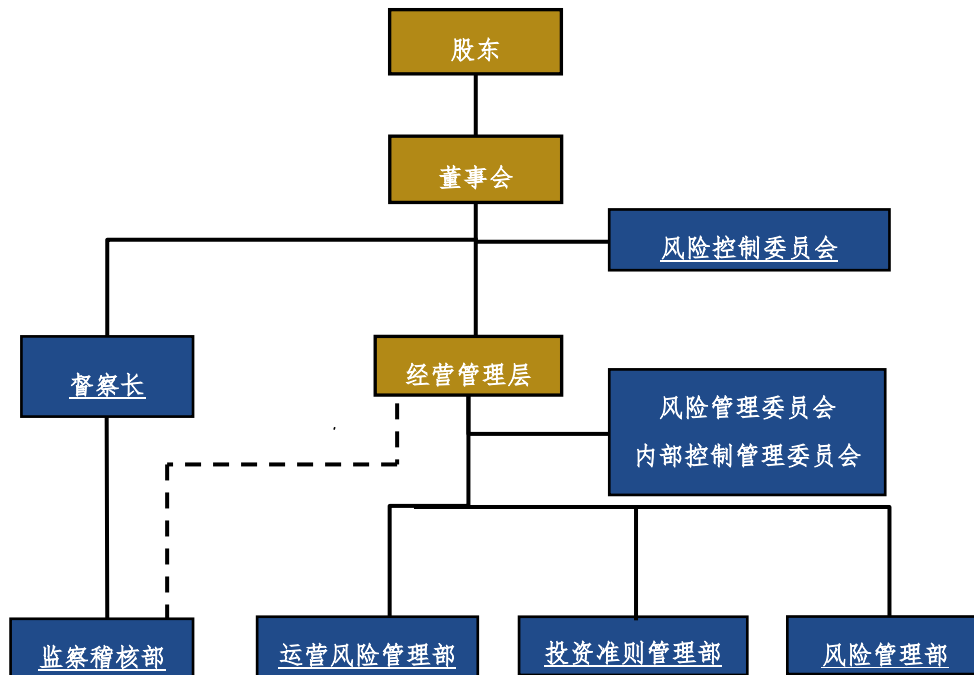 股东
董事会
风险控制委员会
督察长
经营管理层
风险管理委员会
内部控制管理委员会
监察稽核部
运营风险管理部
投资准则管理部
风险管理部